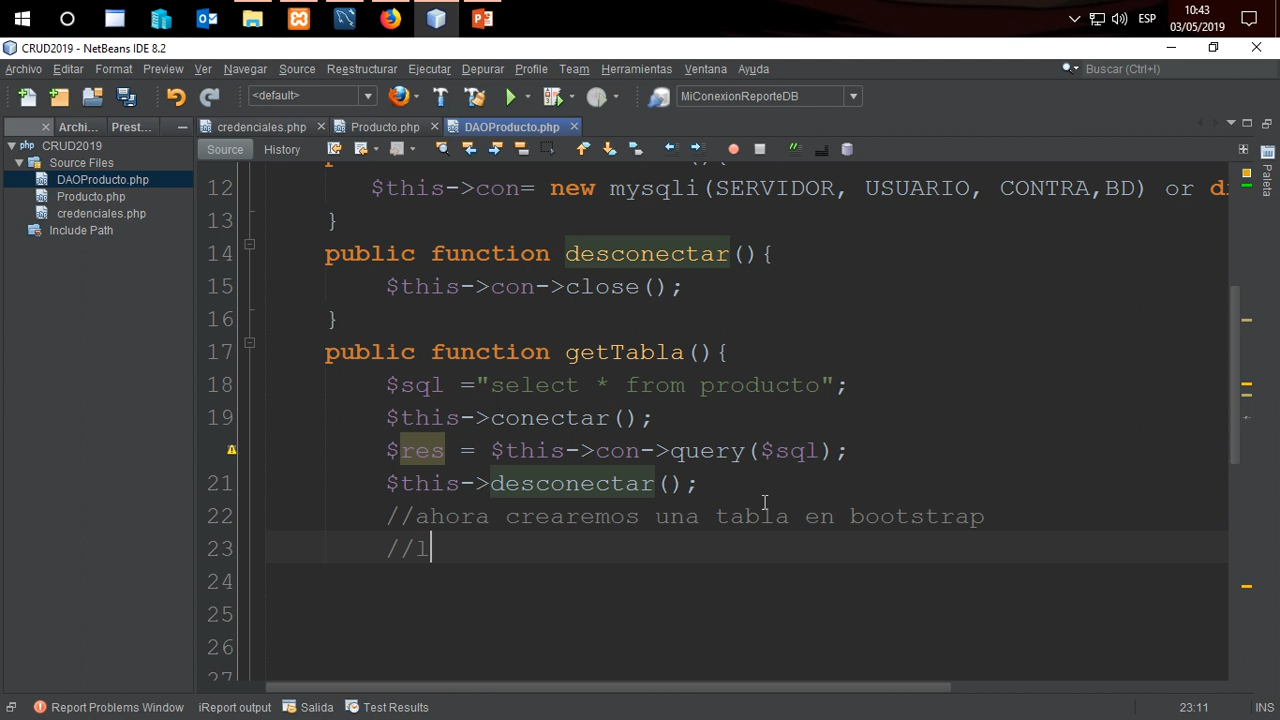 10:43
ESP
03/05/2019
CRUD2019 - NetBeans IDE 8.2
Archivo Editar Format Preview Ver Navegar Source Reestructurar Ejecutar Depurar Profile Team Herramientas Ventana Ayuda
Buscar (Ctrl+I)
<default>
MiConexionReporteDB
Archi... Prest...
credenciales.php Producto.php DAOProducto.php
CRUD2019
Source Files
DAOProducto.php
Producto.php
credenciales.php
Include Path
Source History
Paleta
12 $this->con= new mysqli(SERVIDOR, USUARIO, CONTRA,BD) or di
13 }
14 public function desconectar(){
15 $this->con->close();
16 }
17 public function getTabla(){
18 $sql ="select * from producto";
19 $this->conectar();
$res = $this->con->query($sql);
21 $this->desconectar();
22 //ahora crearemos una tabla en bootstrap
23 //l
24
25
26
27
Report Problems Window iReport output Salida Test Results
23:11 INS